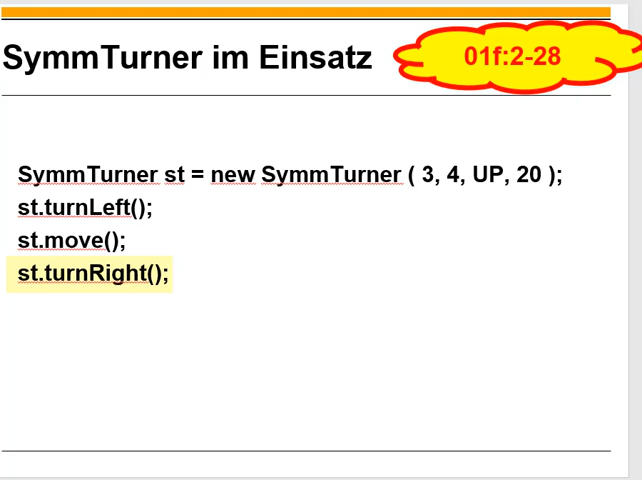 SymmTurner im Einsatz
01f:2-28
SymmTurner st = new SymmTurner ( 3, 4, UP, 20 );
st.turnLeft();
st.move();
st.turnRight();